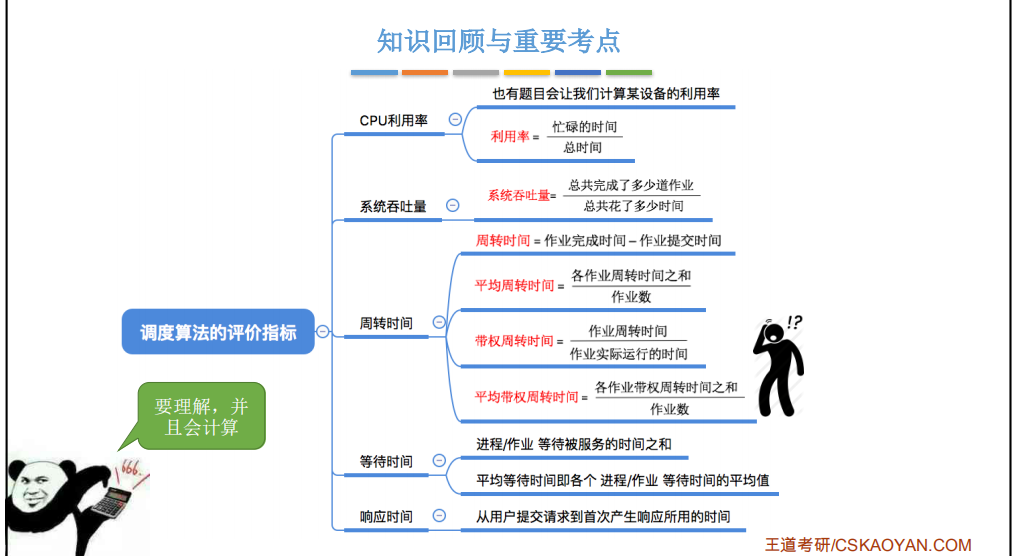 知识回顾与重要考点
也有题目会让我们计算某设备的利用率
CPU利用率
利用率 = 忙碌的时间
总时间
系统吞吐量
系统吞吐量= 总共完成了多少道作业
总共花了多少时间
周转时间
周转时间 = 作业完成时间 – 作业提交时间
平均周转时间 = 各作业周转时间之和
作业数
带权周转时间 = 作业周转时间
作业实际运行的时间
平均带权周转时间 = 各作业带权周转时间之和
作业数
调度算法的评价指标
!?
要理解，并
且会计算
666..
等待时间
进程/作业 等待被服务的时间之和
平均等待时间即各个 进程/作业 等待时间的平均值
响应时间
从用户提交请求到首次产生响应所用的时间
王道考研/CSKAOYAN.COM